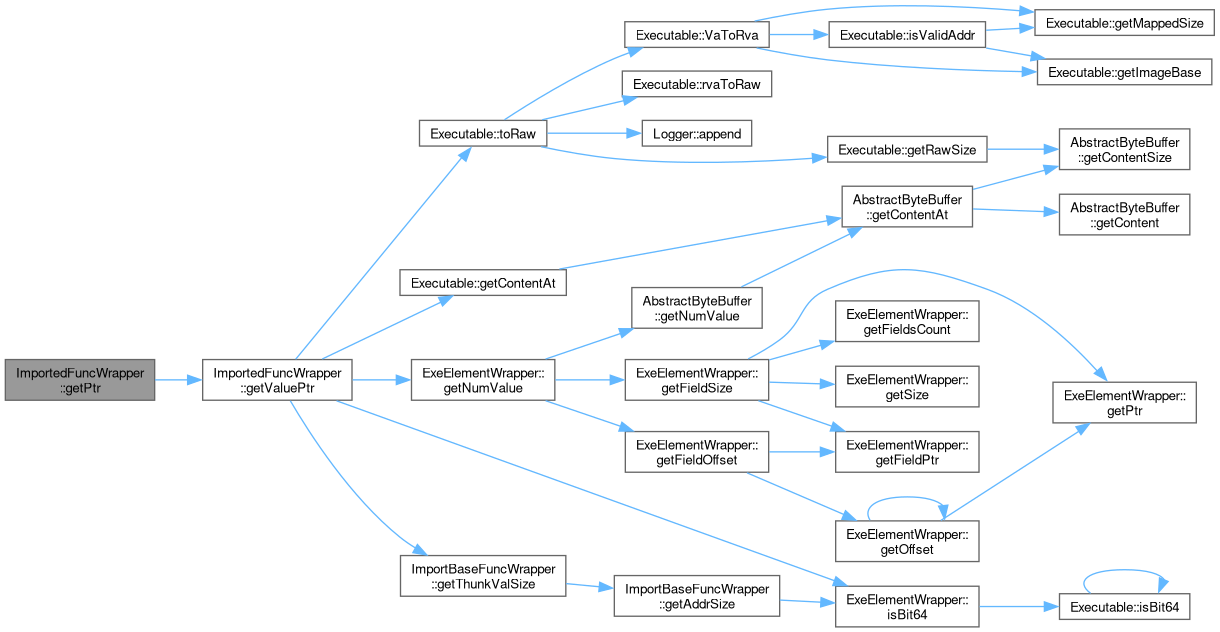 Executable::getMappedSize
Executable::VaToRva
Executable::isValidAddr
Executable::getImageBase
Executable::rvaToRaw
Executable::toRaw
Logger::append
Executable::getRawSize
AbstractByteBuffer
::getContentSize
AbstractByteBuffer
::getContentAt
AbstractByteBuffer
::getContent
Executable::getContentAt
AbstractByteBuffer
::getNumValue
ExeElementWrapper::
getFieldsCount
ImportedFuncWrapper
::getPtr
ImportedFuncWrapper
::getValuePtr
ExeElementWrapper::
getNumValue
ExeElementWrapper::
getFieldSize
ExeElementWrapper::
getSize
ExeElementWrapper::
getPtr
ExeElementWrapper::
getFieldOffset
ExeElementWrapper::
getFieldPtr
ExeElementWrapper::
getOffset
ImportBaseFuncWrapper
::getThunkValSize
ImportBaseFuncWrapper
::getAddrSize
ExeElementWrapper::
isBit64
Executable::isBit64